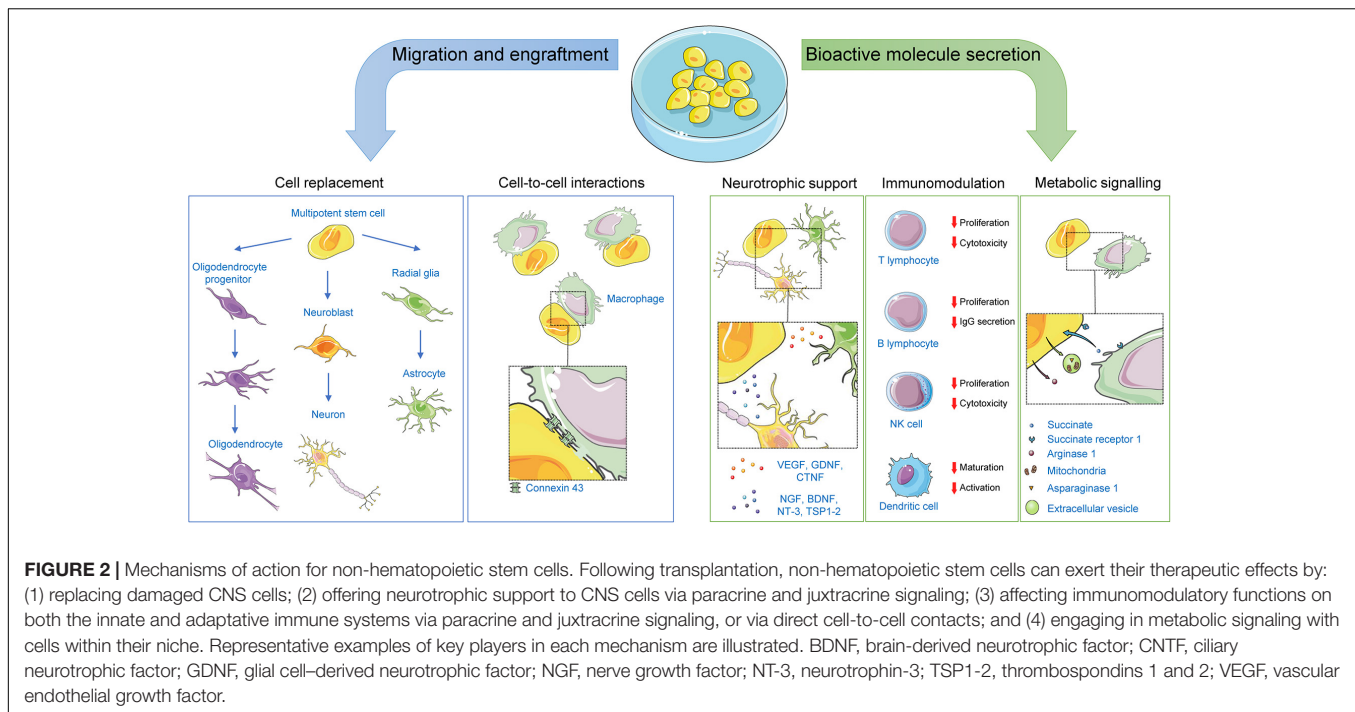 Migration and engraftment
Bioactive molecule secretion
Cell replacement
Multipotent stem cell
Oligodendrocyte
progenitor
Radial glia
Neuroblast
Astrocyte
Neuron
Oligodendrocyte
Cell-to-cell interactions
Macrophage
Connexin 43
Neurotrophic support
VEGF, GDNF,
CTNF
NGF, BDNF,
NT-3, TSP1-2
Immunomodulation
Proliferation
Cytotoxicity
T lymphocyte
Proliferation
IgG secretion
B lymphocyte
Proliferation
Cytotoxicity
NK cell
Maturation
Activation
Dendritic cell
Metabolic signalling
Succinate
Succinate receptor 1
Arginase 1
Mitochondria
Asparaginase 1
Extracellular vesicle
FIGURE 2 | Mechanisms of action for non-hematopoietic stem cells. Following transplantation, non-hematopoietic stem cells can exert their therapeutic effects by:
(1) replacing damaged CNS cells; (2) offering neurotrophic support to CNS cells via paracrine and juxtracrine signaling; (3) affecting immunomodulatory functions on
both the innate and adaptative immune systems via paracrine and juxtracrine signaling, or via direct cell-to-cell contacts; and (4) engaging in metabolic signaling with
cells within their niche. Representative examples of key players in each mechanism are illustrated. BDNF, brain-derived neurotrophic factor; CNTF, ciliary
neurotrophic factor; GDNF, glial cell–derived neurotrophic factor; NGF, nerve growth factor; NT-3, neurotrophin-3; TSP1-2, thrombospondins 1 and 2; VEGF, vascular
endothelial growth factor.